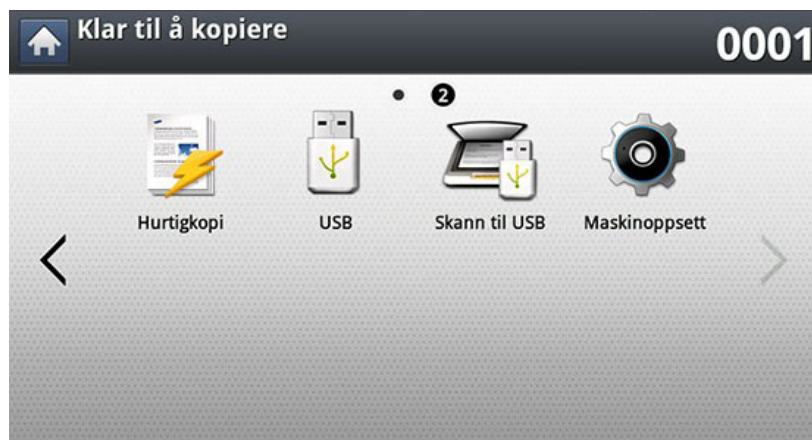 Klar til å kopiere
0001
2
Hurtigkopi
USB
Skann til USB
Maskinoppsett